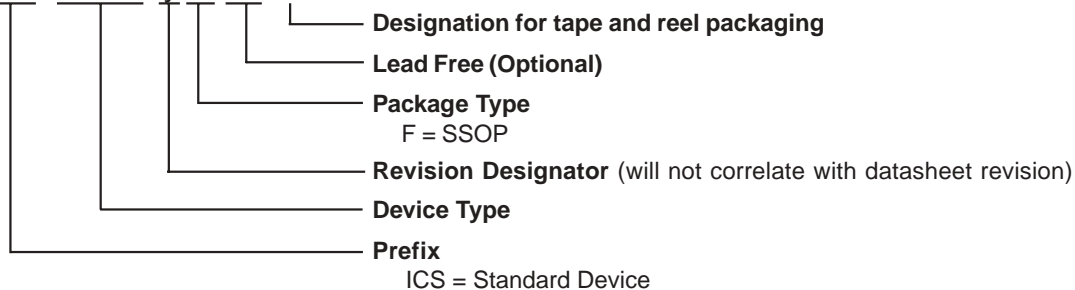 Designation for tape and reel packaging
Lead Free (Optional)
Package Type
F = SSOP
Revision Designator (will not correlate with datasheet revision)
Device Type
Prefix
ICS = Standard Device